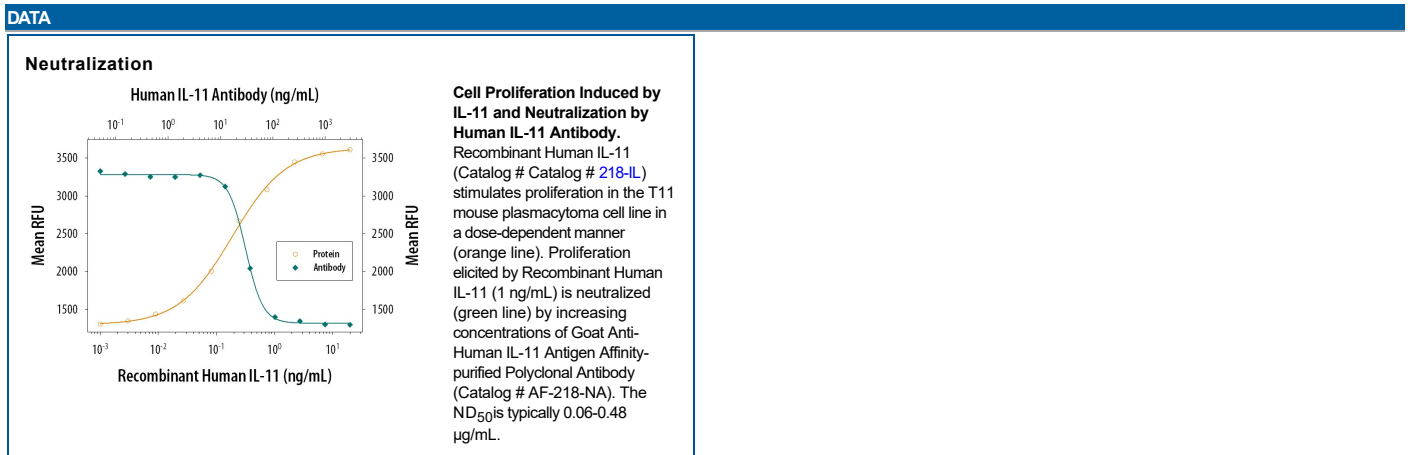 DATA
Neutralization
Human IL-11 Antibody (ng/mL)
10⁻¹ 10⁰ 10¹ 10² 10³
3500 3500
3000 3000
2500 2500
2000 2000
1500 1500
Mean RFU
Mean RFU
Protein
Antibody
10⁻³ 10⁻² 10⁻¹ 10⁰ 10¹
Recombinant Human IL-11 (ng/mL)
Cell Proliferation Induced by
IL-11 and Neutralization by
Human IL-11 Antibody.
Recombinant Human IL-11
(Catalog # Catalog # 218-IL)
stimulates proliferation in the T11
mouse plasmacytoma cell line in
a dose-dependent manner
(orange line). Proliferation
elicited by Recombinant Human
IL-11 (1 ng/mL) is neutralized
(green line) by increasing
concentrations of Goat Anti-
Human IL-11 Antigen Affinity-
purified Polyclonal Antibody
(Catalog # AF-218-NA). The
ND₅₀is typically 0.06-0.48
µg/mL.